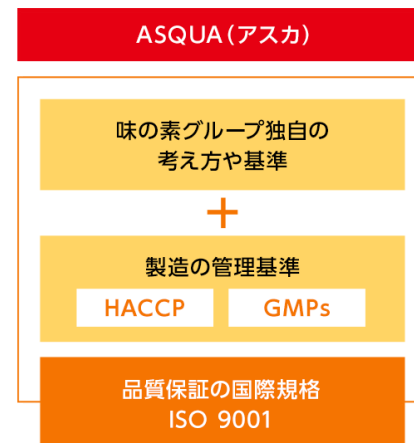 ASQUA（アスカ）
味の素グループ独自の
考え方や基準
+
製造の管理基準
HACCP GMPs
品質保証の国際規格
ISO 9001